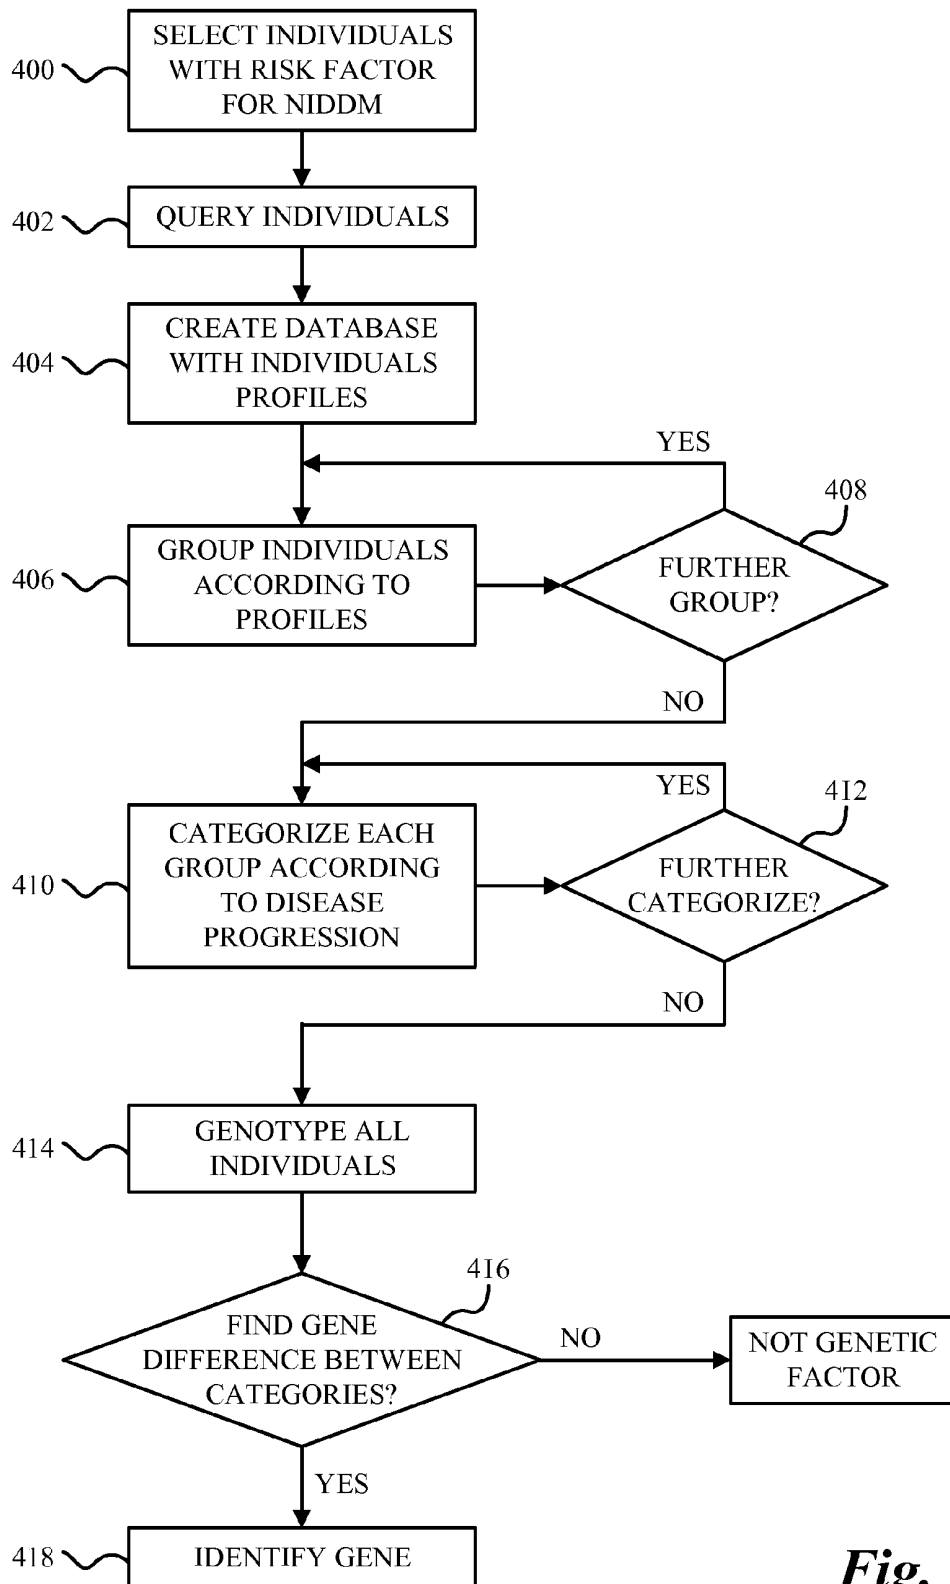 SELECT INDIVIDUALS
WITH RISK FACTOR
FOR NIDDM
400
QUERY INDIVIDUALS
402
CREATE DATABASE
WITH INDIVIDUALS
PROFILES
404
YES
408
GROUP INDIVIDUALS
ACCORDING TO
PROFILES
406
FURTHER
GROUP?
NO
YES
412
CATEGORIZE EACH
GROUP ACCORDING
TO DISEASE
PROGRESSION
410
FURTHER
CATEGORIZE?
NO
GENOTYPE ALL
INDIVIDUALS
414
416
FIND GENE
DIFFERENCE BETWEEN
CATEGORIES?
NO
NOT GENETIC
FACTOR
YES
418
IDENTIFY GENE
Fig.